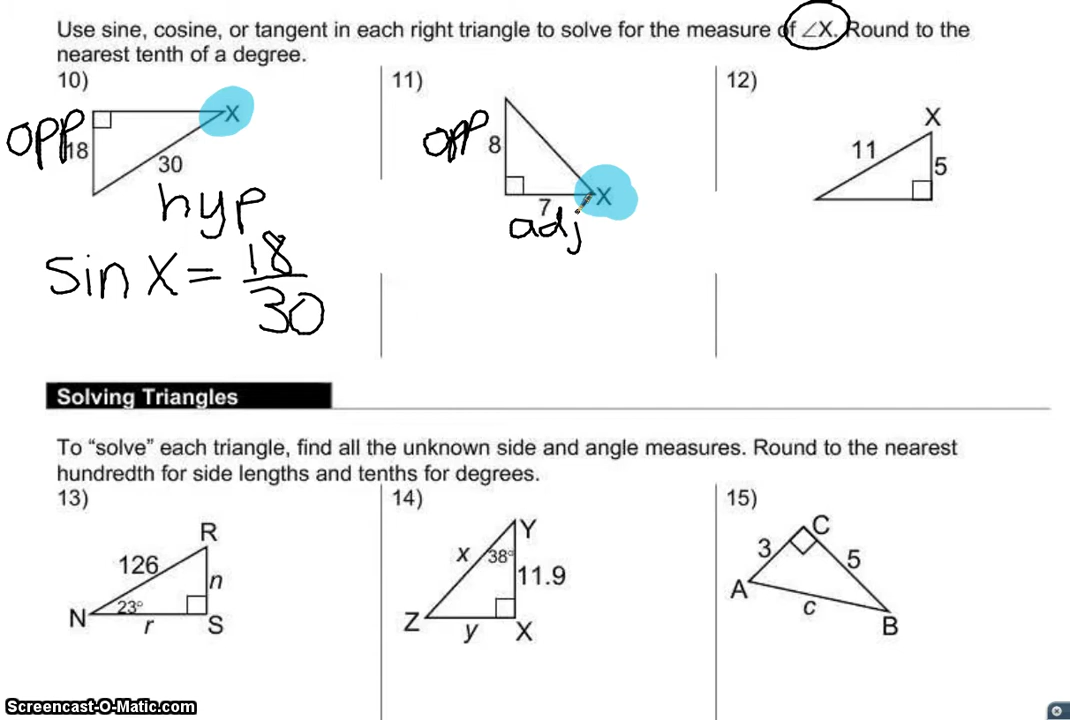 Use sine, cosine, or tangent in each right triangle to solve for the measure of ∠X. Round to the
nearest tenth of a degree.
10)
11)
12)
X
opp
18
30
hyp
sin X = 18/30
opp
8
7
X
adj
X
11
5
Solving Triangles
To “solve” each triangle, find all the unknown side and angle measures. Round to the nearest
hundredth for side lengths and tenths for degrees.
13)
14)
15)
R
126
n
23°
N
r
S
Y
x
38°
11.9
Z
y
X
C
3
5
A
c
B
Screencast-O-Matic.com